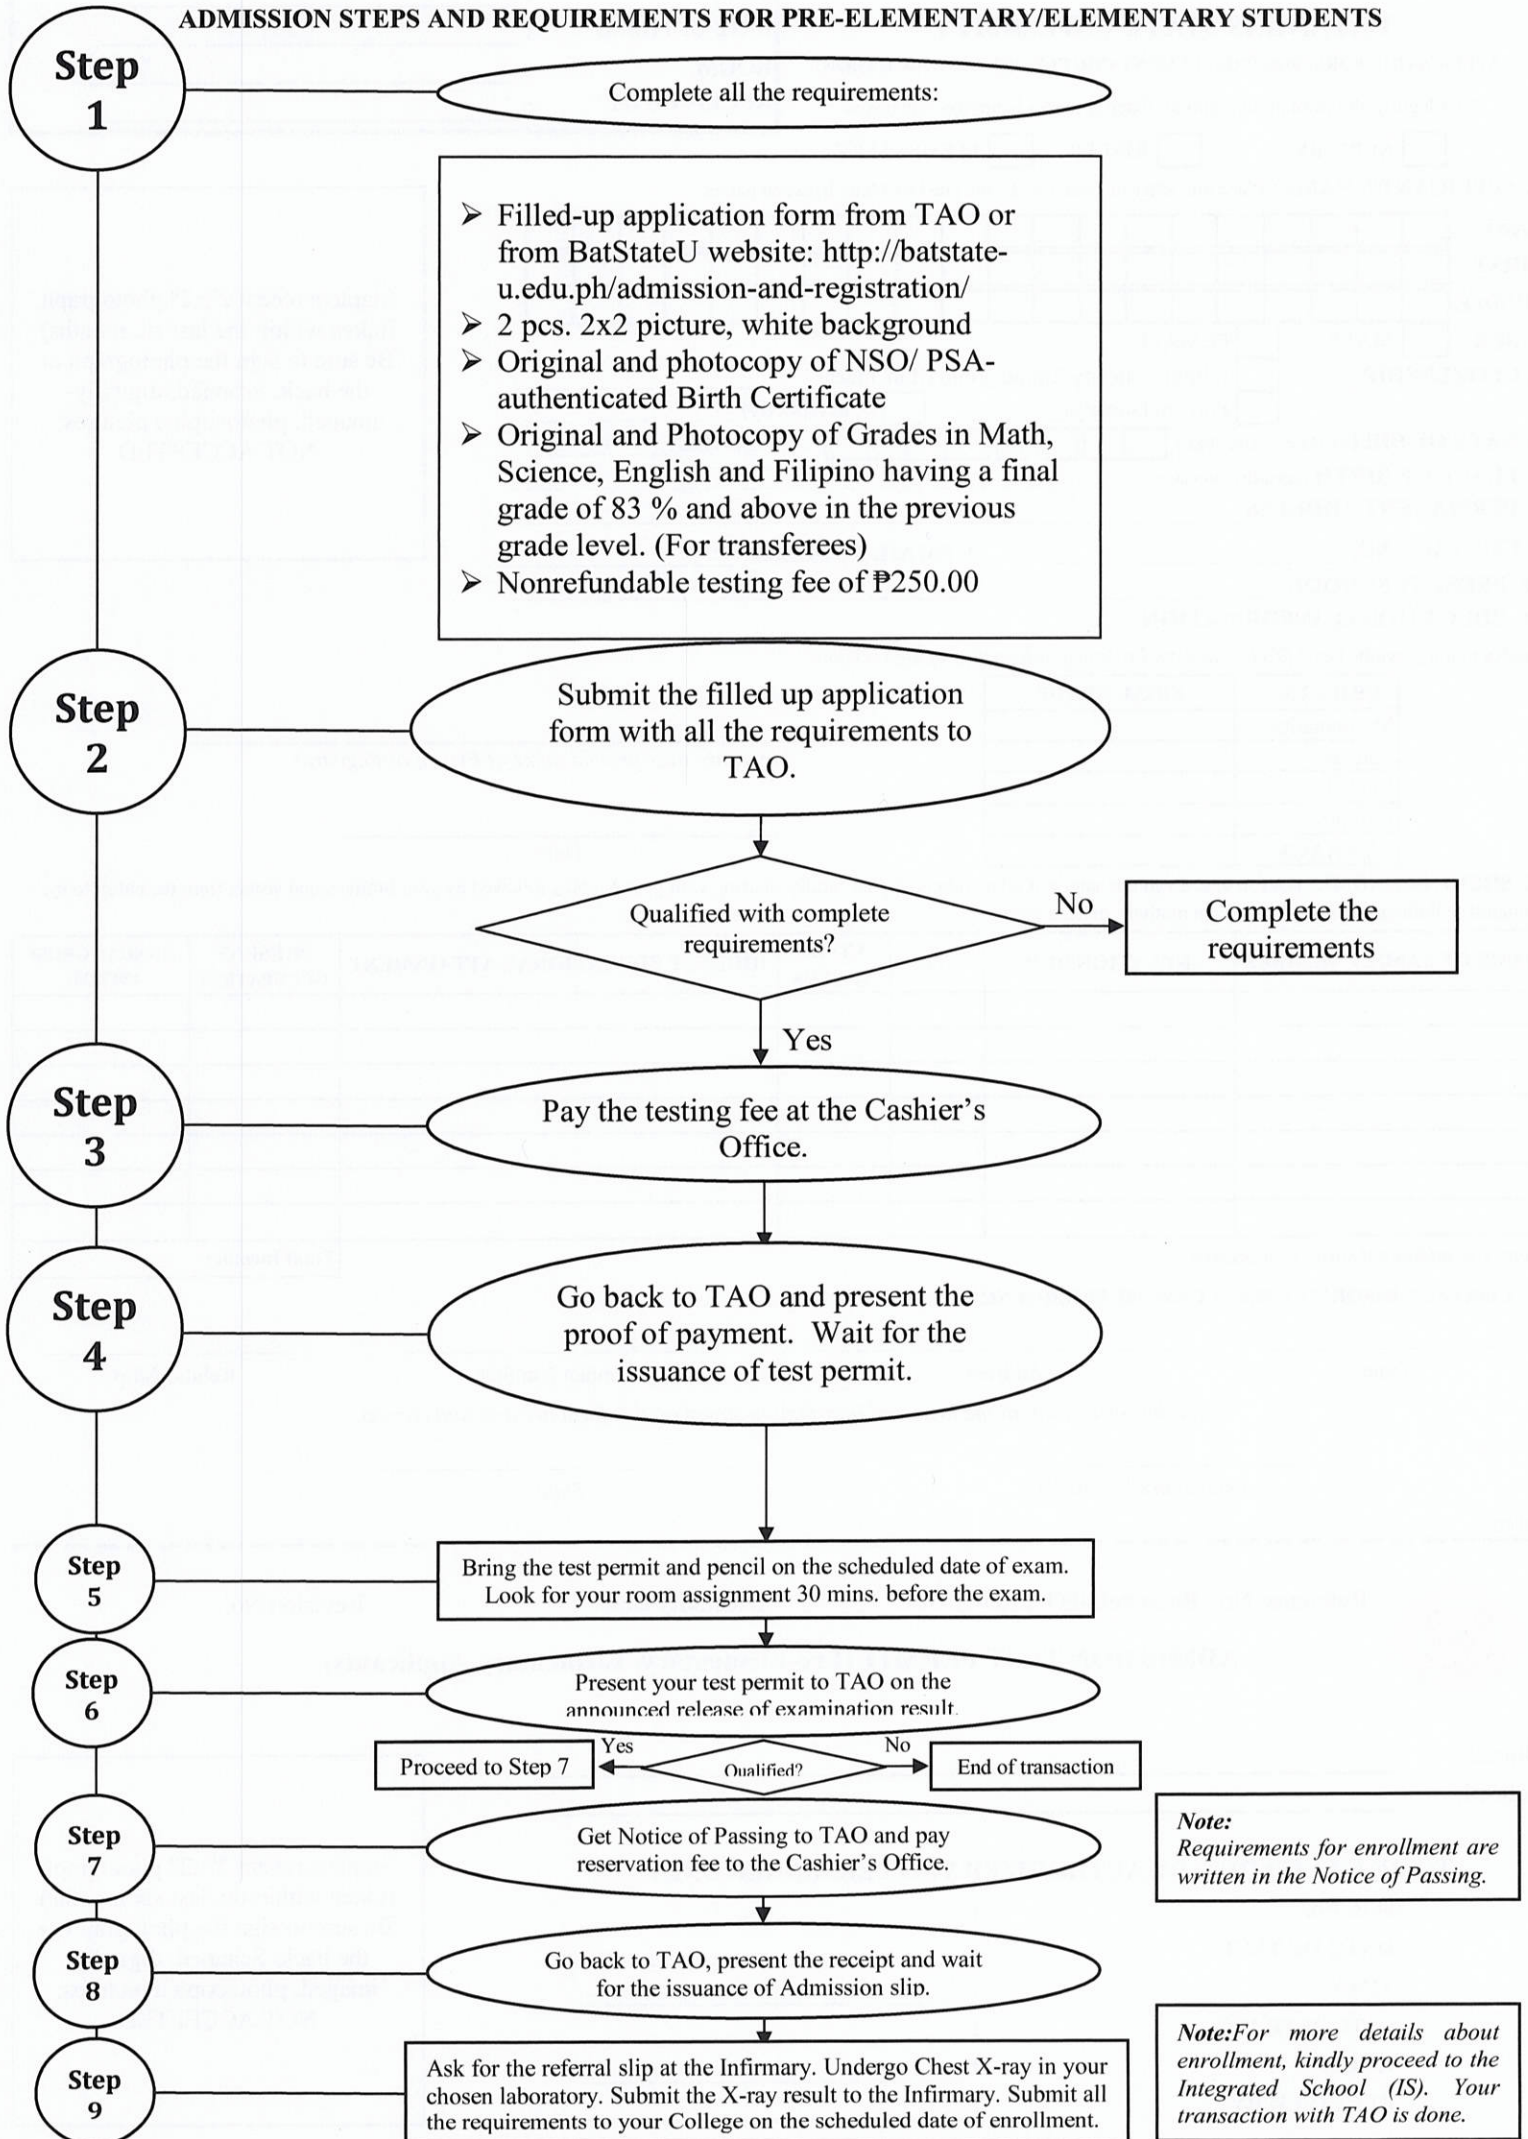 ADMISSION STEPS AND REQUIREMENTS FOR PRE-ELEMENTARY/ELEMENTARY STUDENTS
Step
1
Complete all the requirements:
➢ Filled-up application form from TAO or
from BatStateU website: http://batstate-
u.edu.ph/admission-and-registration/
➢ 2 pcs. 2x2 picture, white background
➢ Original and photocopy of NSO/ PSA-
authenticated Birth Certificate
➢ Original and Photocopy of Grades in Math,
Science, English and Filipino having a final
grade of 83 % and above in the previous
grade level. (For transferees)
➢ Nonrefundable testing fee of ₱250.00
Step
2
Submit the filled up application
form with all the requirements to
TAO.
Qualified with complete
requirements?
No
Complete the
requirements
Yes
Step
3
Pay the testing fee at the Cashier's
Office.
Step
4
Go back to TAO and present the
proof of payment. Wait for the
issuance of test permit.
Step
5
Bring the test permit and pencil on the scheduled date of exam.
Look for your room assignment 30 mins. before the exam.
Step
6
Present your test permit to TAO on the
announced release of examination result.
Yes
No
Proceed to Step 7
Qualified?
End of transaction
Step
7
Get Notice of Passing to TAO and pay
reservation fee to the Cashier's Office.
Note:
Requirements for enrollment are
written in the Notice of Passing.
Step
8
Go back to TAO, present the receipt and wait
for the issuance of Admission slip.
Step
9
Ask for the referral slip at the Infirmary. Undergo Chest X-ray in your
chosen laboratory. Submit the X-ray result to the Infirmary. Submit all
the requirements to your College on the scheduled date of enrollment.
Note:For more details about
enrollment, kindly proceed to the
Integrated School (IS). Your
transaction with TAO is done.